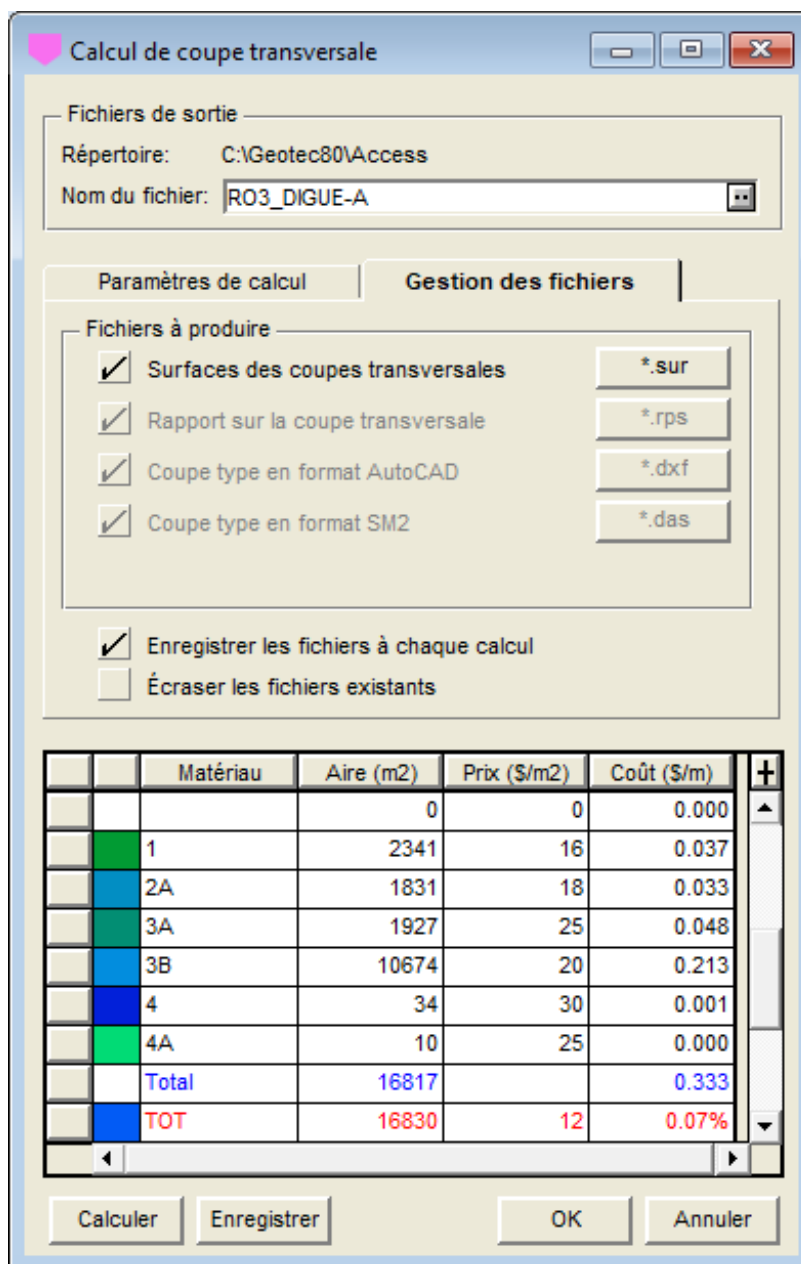 Calcul de coupe transversale
Fichiers de sortie
Répertoire: C:\Geotec80\Access
Nom du fichier: RO3_DIGUE-A
Paramètres de calcul Gestion des fichiers
Fichiers à produire
Surfaces des coupes transversales *.sur
Rapport sur la coupe transversale *.rps
Coupe type en format AutoCAD *.dxf
Coupe type en format SM2 *.das
Enregistrer les fichiers à chaque calcul
Écraser les fichiers existants
Matériau Aire (m2) Prix ($/m2) Coût ($/m)
0 0 0.000
1 2341 16 0.037
2A 1831 18 0.033
3A 1927 25 0.048
3B 10674 20 0.213
4 34 30 0.001
4A 10 25 0.000
Total 16817 0.333
TOT 16830 12 0.07%
Calculer Enregistrer OK Annuler